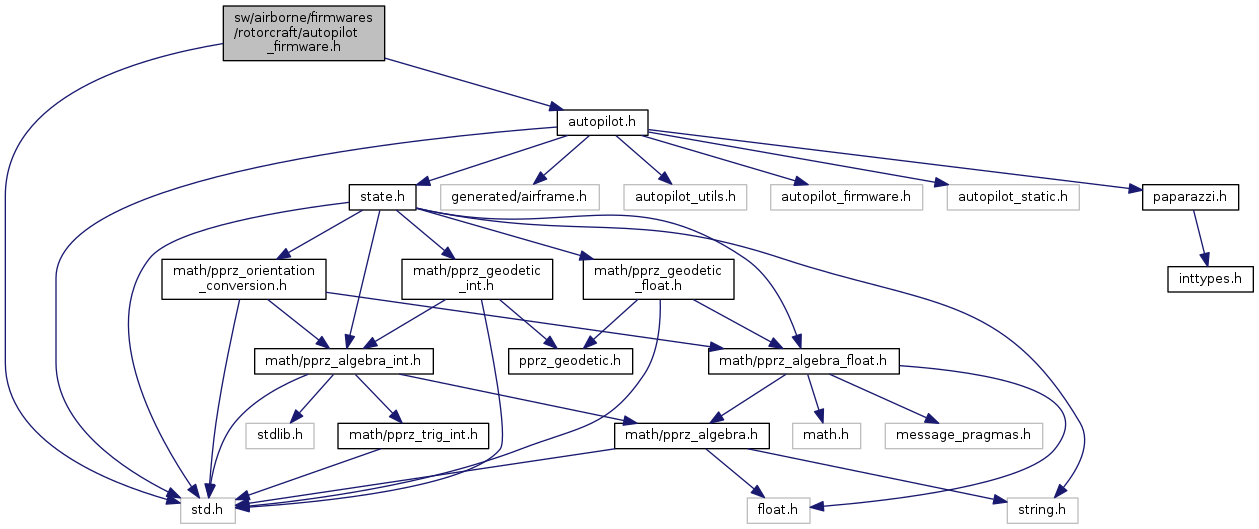 sw/airborne/firmwares
/rotorcraft/autopilot
_firmware.h
autopilot.h
state.h
generated/airframe.h
autopilot_utils.h
autopilot_firmware.h
autopilot_static.h
paparazzi.h
math/pprz_orientation
_conversion.h
math/pprz_geodetic
_int.h
math/pprz_geodetic
_float.h
inttypes.h
math/pprz_algebra_int.h
pprz_geodetic.h
math/pprz_algebra_float.h
stdlib.h
math/pprz_trig_int.h
math/pprz_algebra.h
math.h
message_pragmas.h
std.h
float.h
string.h